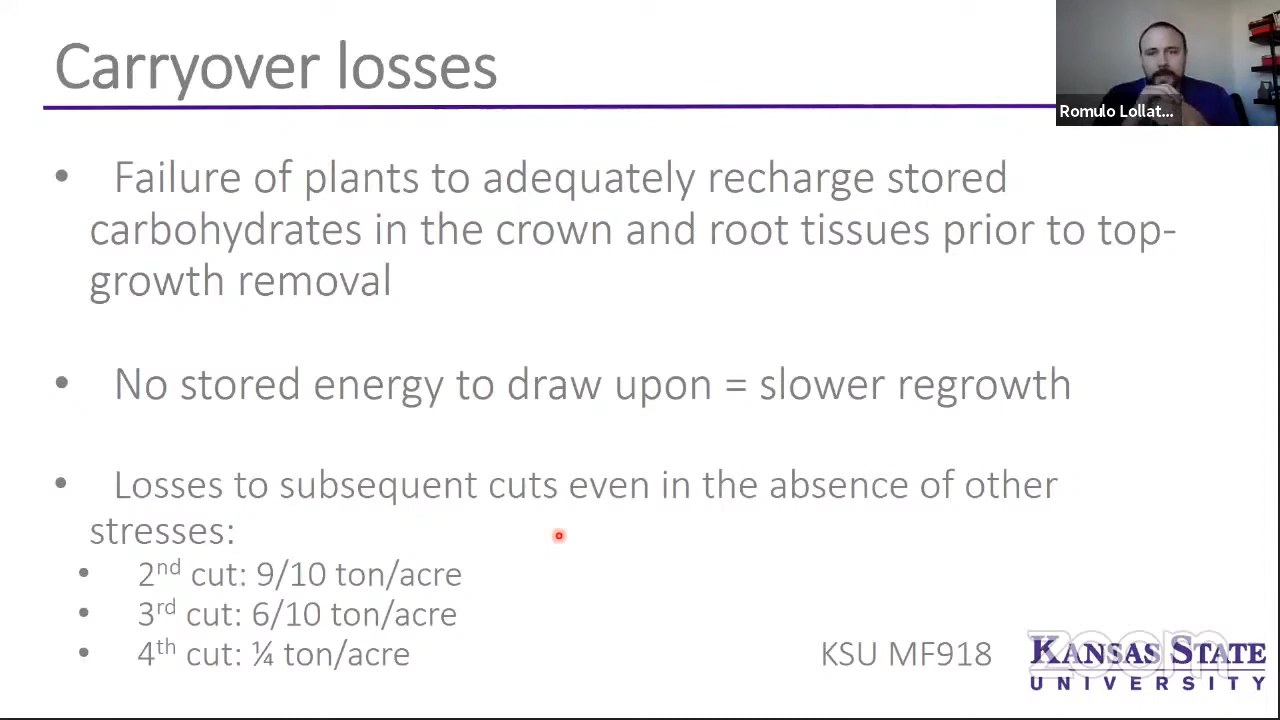 Carryover losses
Romulo Lollat...
• Failure of plants to adequately recharge stored
carbohydrates in the crown and root tissues prior to top-
growth removal
• No stored energy to draw upon = slower regrowth
• Losses to subsequent cuts even in the absence of other
stresses:
• 2nd cut: 9/10 ton/acre
• 3rd cut: 6/10 ton/acre
• 4th cut: ¼ ton/acre
KSU MF918
zoom
KANSAS STATE
UNIVERSITY